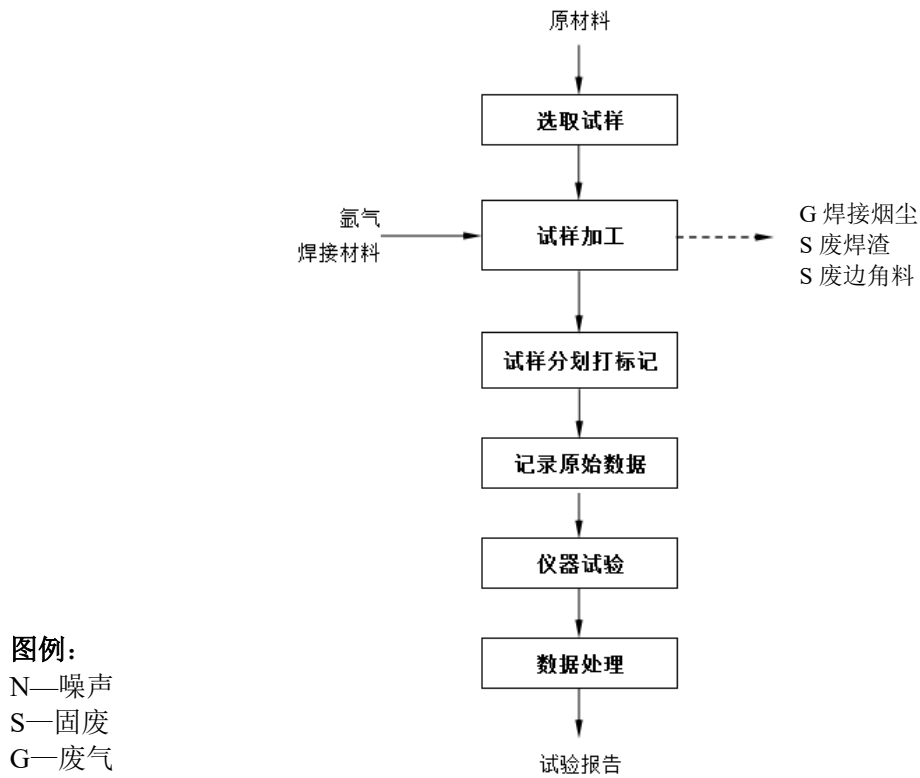 原材料
选取试样
氩气
焊接材料
试样加工
G 焊接烟尘
S 废焊渣
S 废边角料
试样分划打标记
记录原始数据
仪器试验
数据处理
试验报告
图例：
N—噪声
S—固废
G—废气